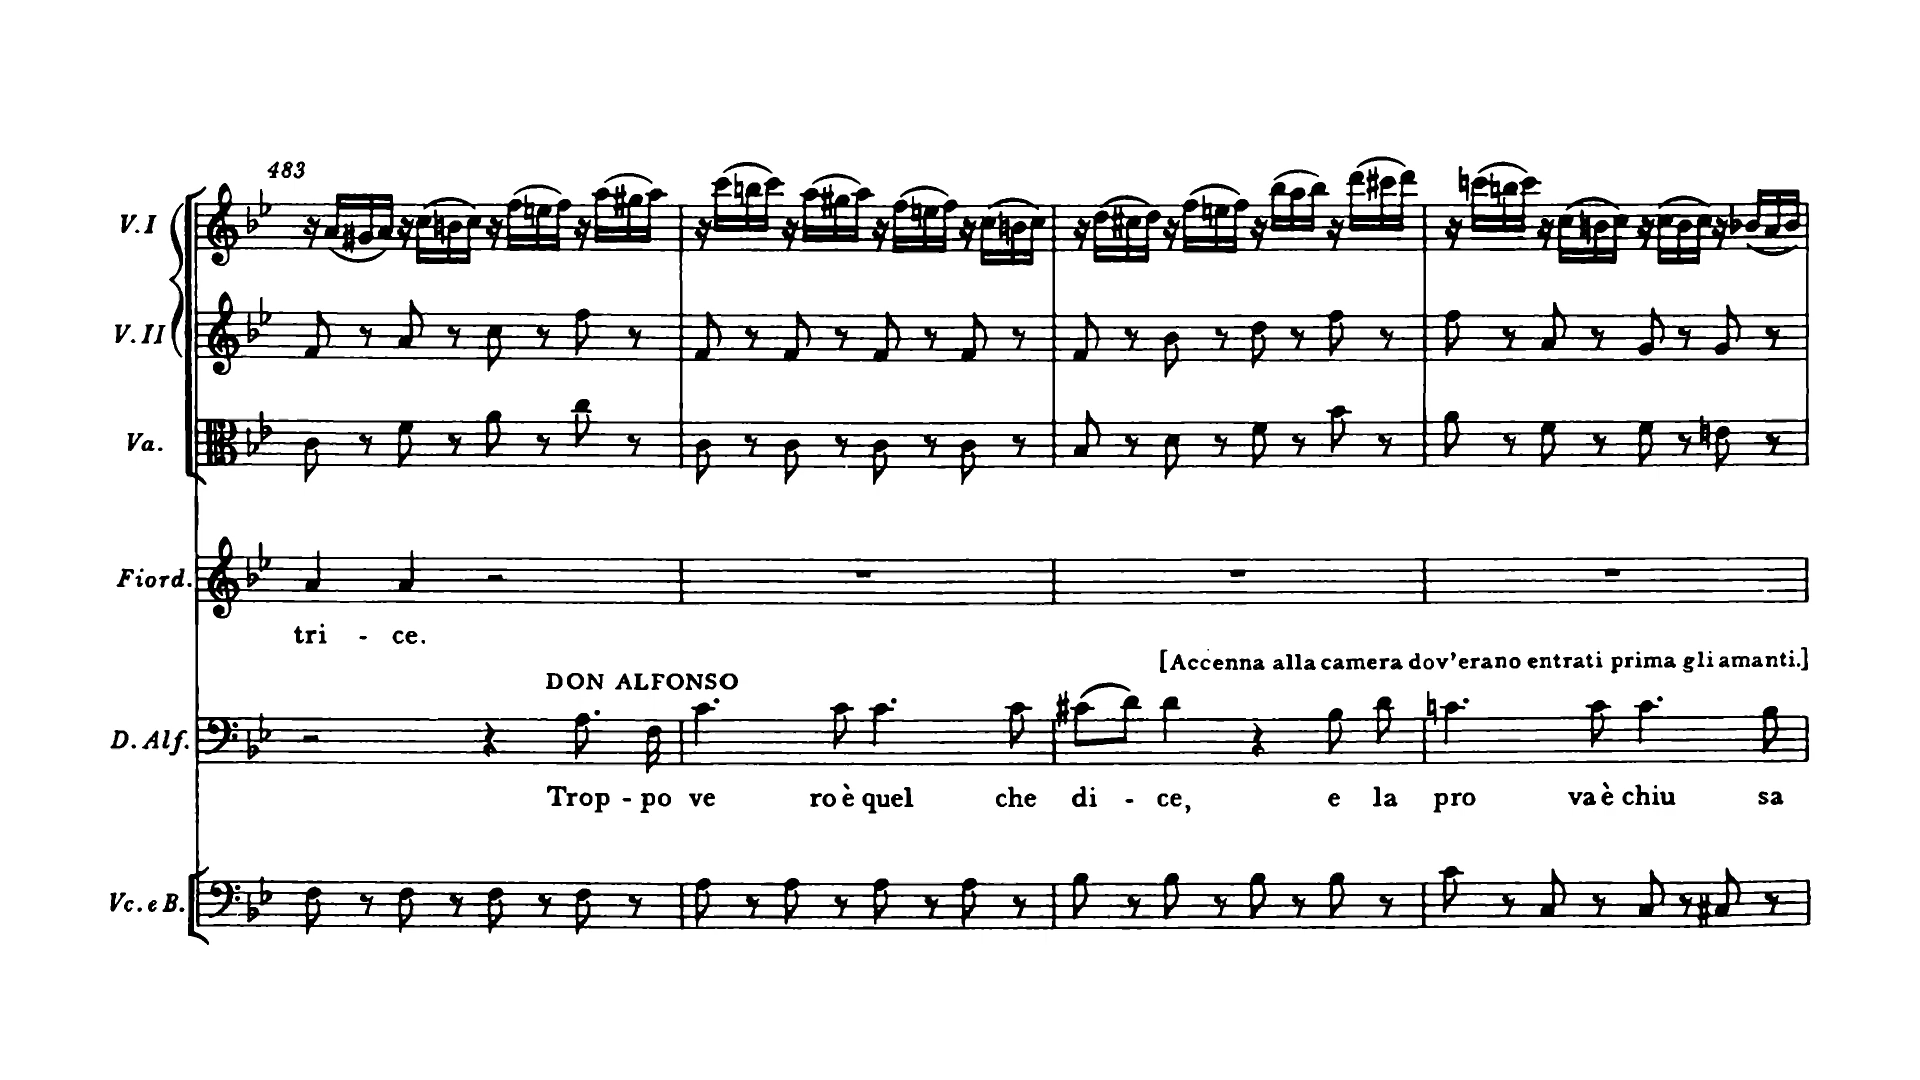 483
V. I
V. II
Va.
Fiord.
tri - ce.
[Accenna alla camera dov'erano entrati prima gli amanti.]
DON ALFONSO
D. Alf.
Trop - po ve ro è quel che di - ce, e la pro va è chiu sa
Vc. e B.